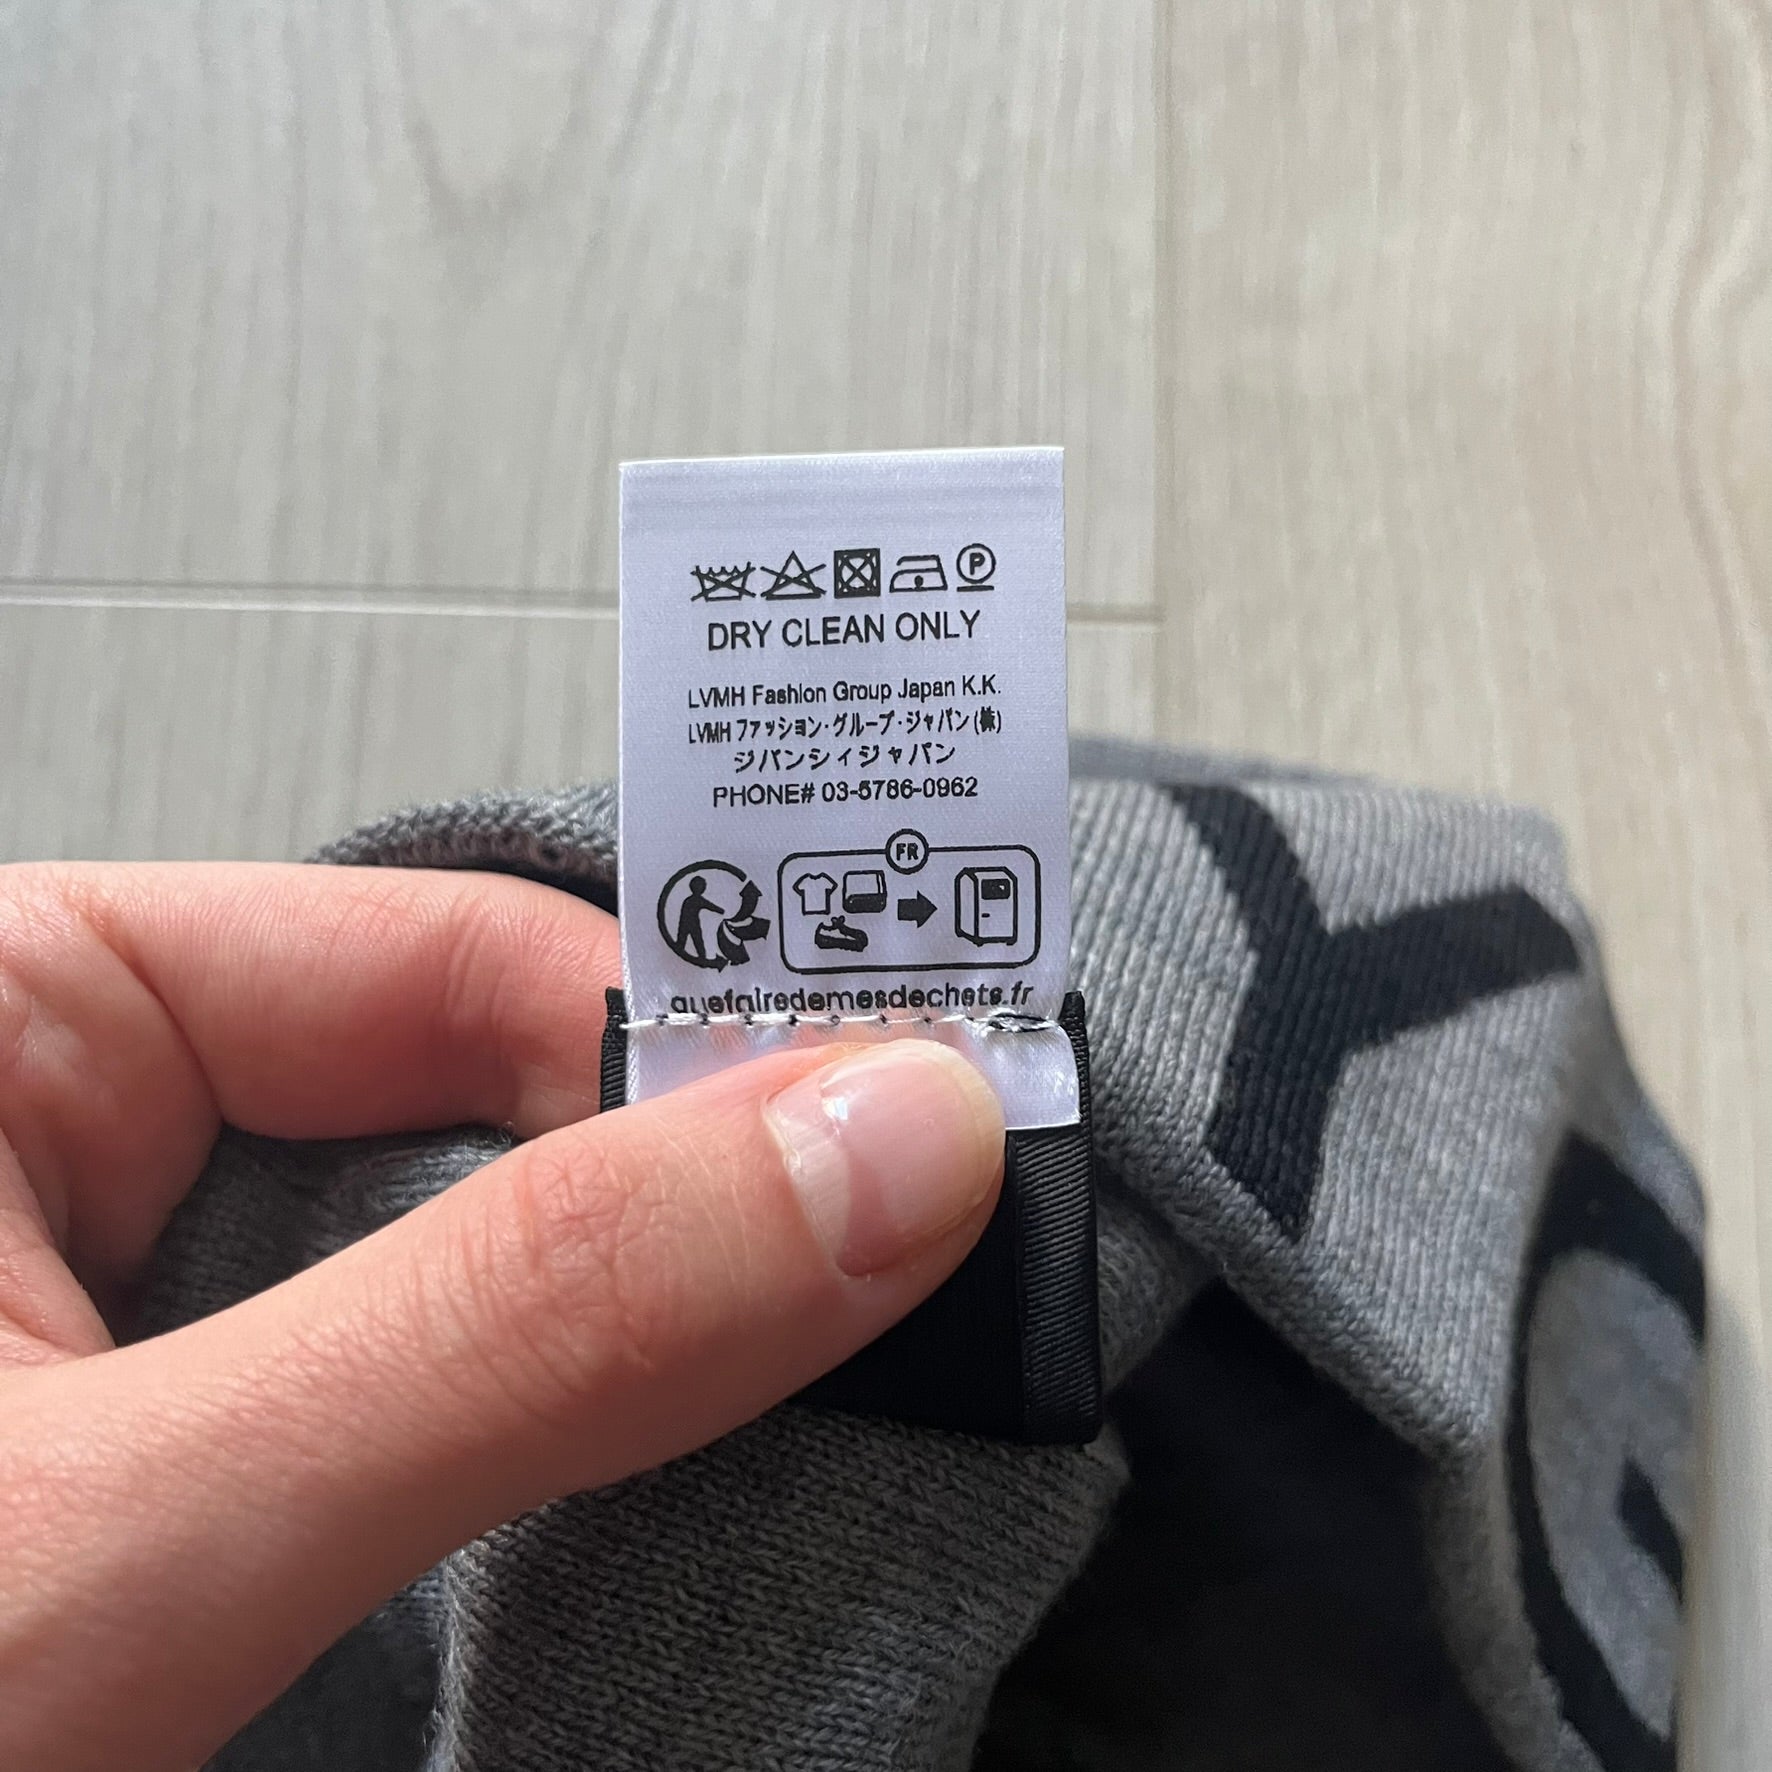 DRY CLEAN ONLY
LVMH Fashion Group Japan K.K.
LVMH ファッション・グループ・ジャパン (株)
ジバンシィジャパン
PHONE# 03-5786-0962
FR
quefairedemesdechets.fr
P